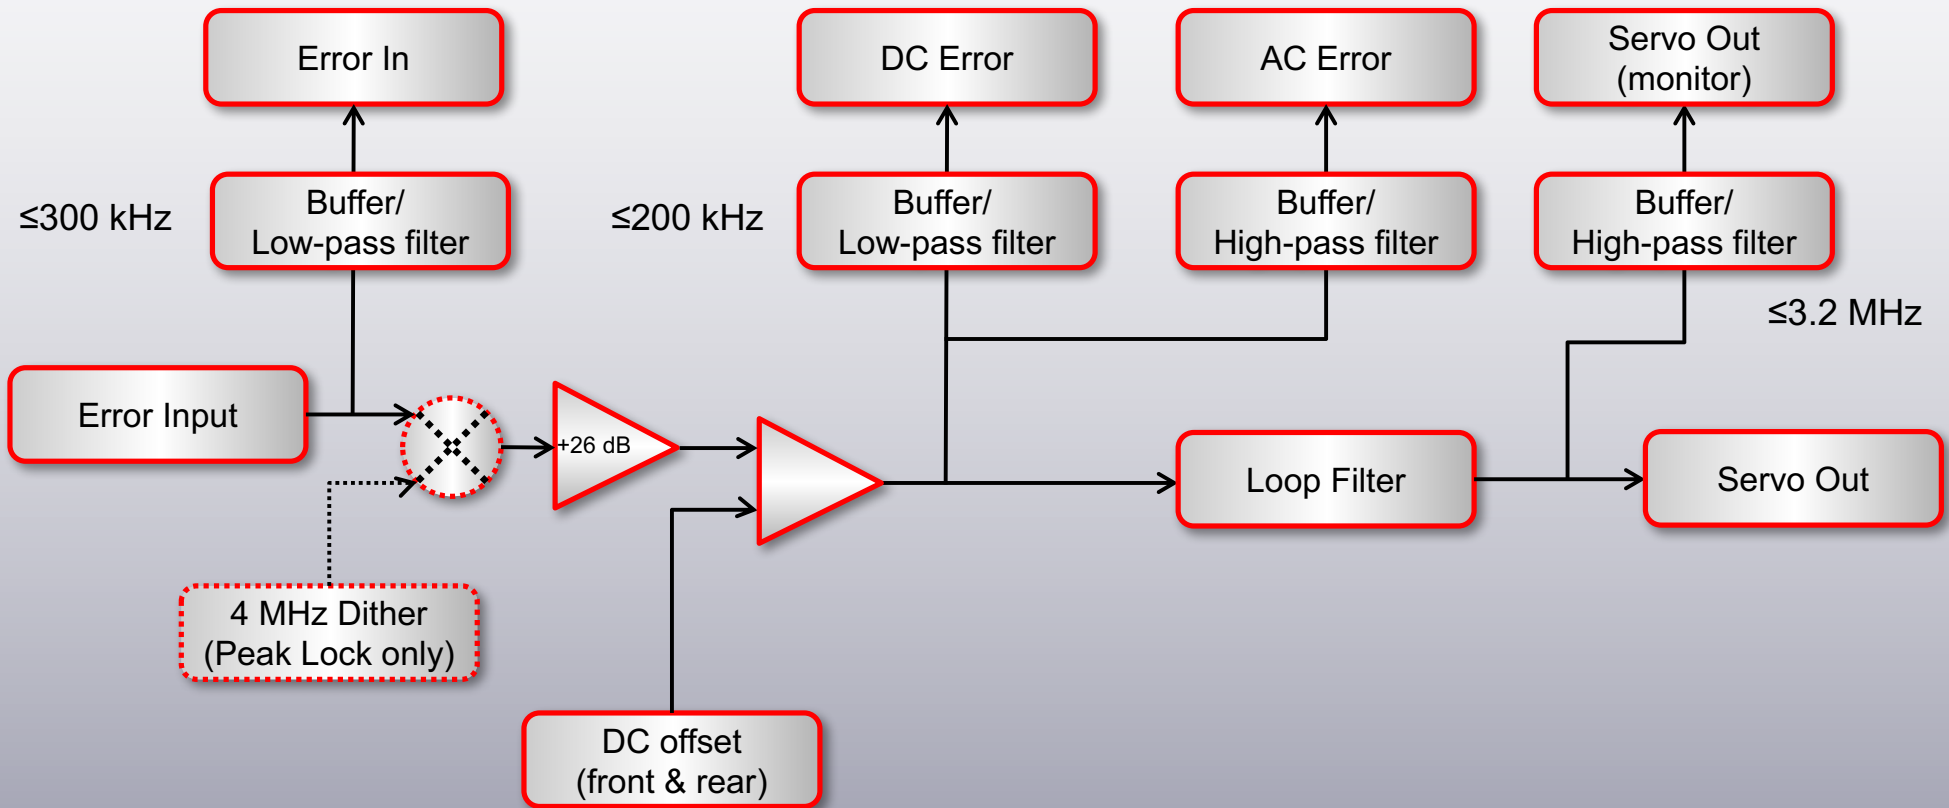 Error In
DC Error
AC Error
Servo Out
(monitor)
≤300 kHz
Buffer/
Low-pass filter
≤200 kHz
Buffer/
Low-pass filter
Buffer/
High-pass filter
Buffer/
High-pass filter
≤3.2 MHz
Error Input
+26 dB
Loop Filter
Servo Out
4 MHz Dither
(Peak Lock only)
DC offset
(front & rear)